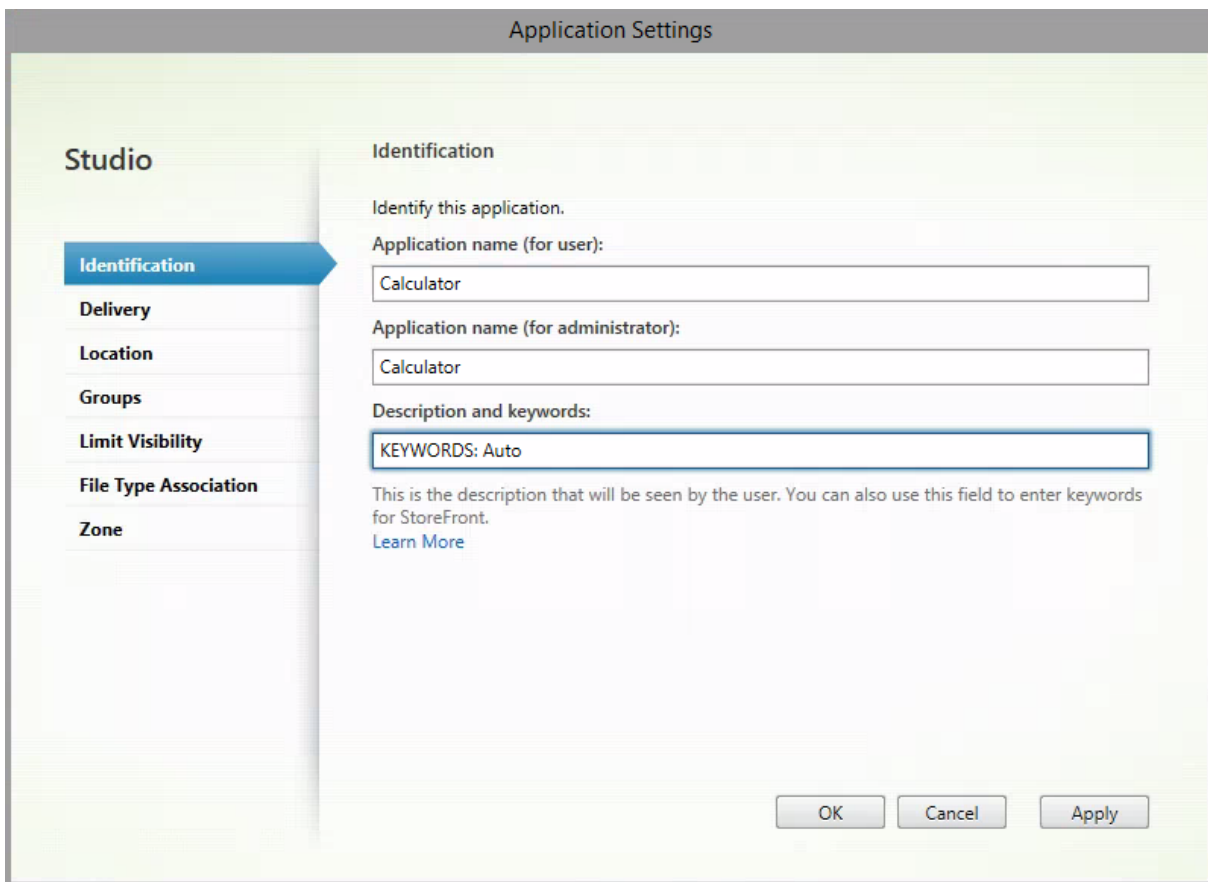 Application Settings
Studio
Identification
Delivery
Location
Groups
Limit Visibility
File Type Association
Zone
Identification
Identify this application.
Application name (for user):
Calculator
Application name (for administrator):
Calculator
Description and keywords:
KEYWORDS: Auto
This is the description that will be seen by the user. You can also use this field to enter keywords
for StoreFront.
Learn More
OK
Cancel
Apply